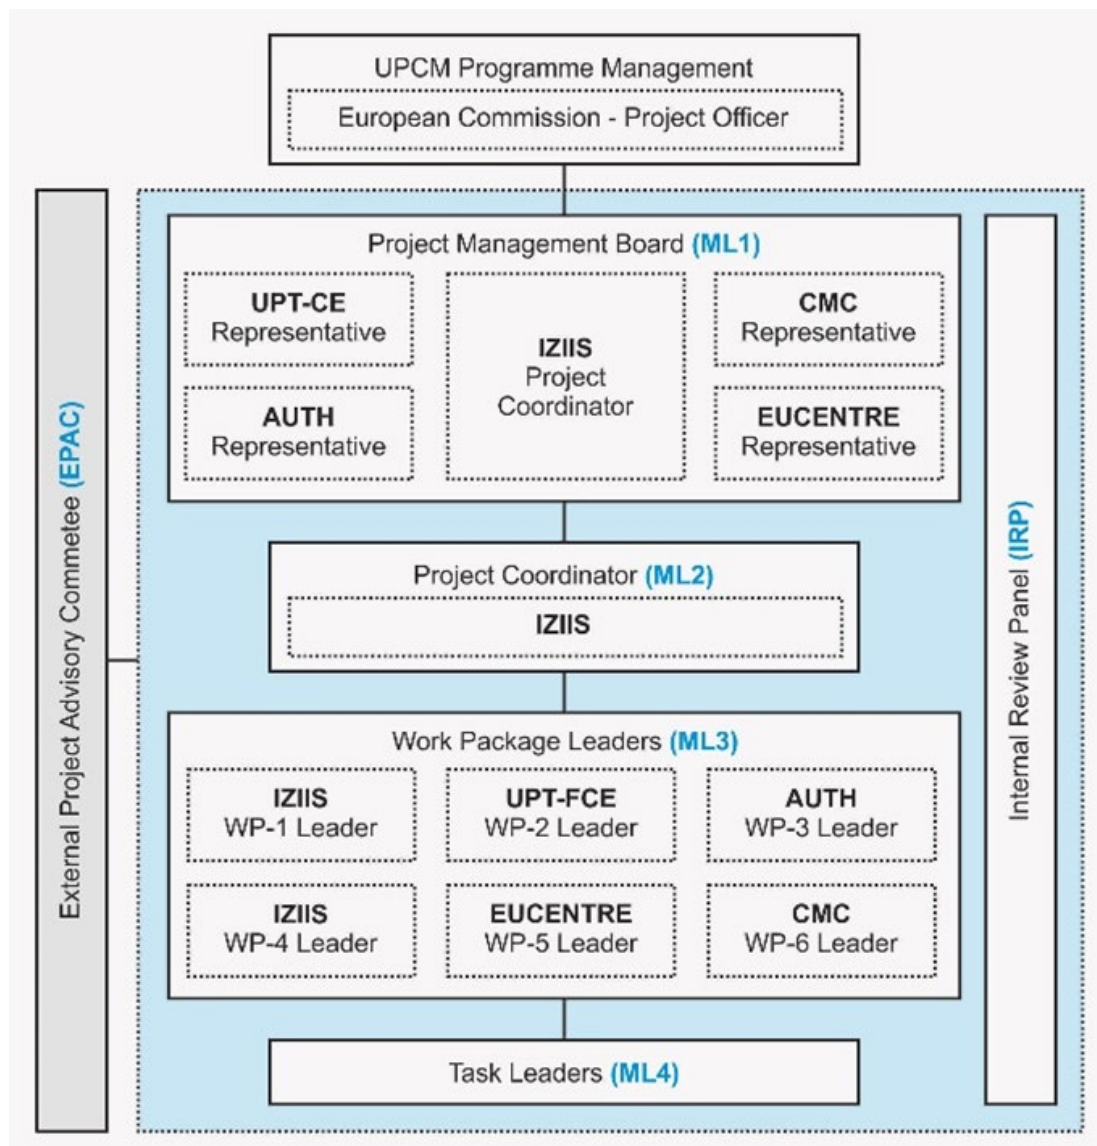 UPCM Programme Management
European Commission - Project Officer
External Project Advisory Commetee (EPAC)
Project Management Board (ML1)
UPT-CE
Representative
IZIIS
Project
Coordinator
CMC
Representative
AUTH
Representative
EUCENTRE
Representative
Project Coordinator (ML2)
IZIIS
Work Package Leaders (ML3)
IZIIS
WP-1 Leader
UPT-FCE
WP-2 Leader
AUTH
WP-3 Leader
IZIIS
WP-4 Leader
EUCENTRE
WP-5 Leader
CMC
WP-6 Leader
Task Leaders (ML4)
Internal Review Panel (IRP)